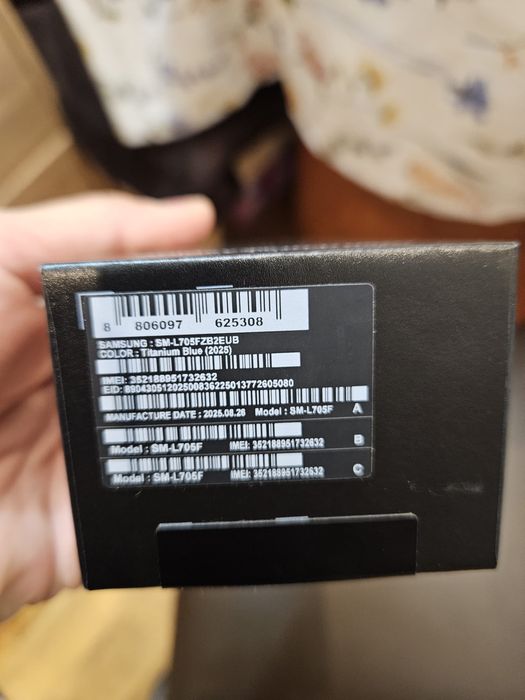 8 806097 625308
SAMSUNG : SM-L705FZB2EUB
COLOR : Titanium Blue (2025)
IMEI: 352188951732632
EID: 89043051202500836225013772605080
MANUFACTURE DATE : 2025.08.26 Model : SM-L705F A
Model : SM-L705F IMEI: 352188951732632 B
Model : SM-L705F IMEI: 352188951732632 C